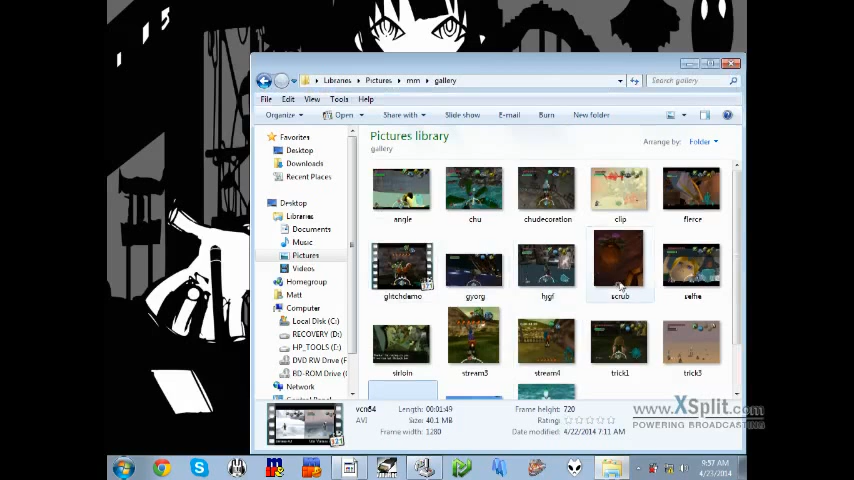 Libraries Pictures mm gallery
Search gallery
File Edit View Tools Help
Organize Open Share with Slide show E-mail Burn New folder
Favorites
Desktop
Downloads
Recent Places
Desktop
Libraries
Documents
Music
Pictures
Videos
Homegroup
Matt
Computer
Local Disk (C:)
RECOVERY (D:)
HP_TOOLS (E:)
DVD RW Drive (F
BD-ROM Drive (
Network
Pictures library
gallery
Arrange by: Folder
angle chu chudecoration clip fierce
glitchdemo gyorg hjgf scrub selfie
sirloin stream3 stream4 trick1 trick3
vcn64
AVI
Length: 00:01:49
Size: 40.1 MB
Frame width: 1280
Frame height: 720
Rating:
Date modified: 4/22/2014 7:11 AM
www.XSplit.com
POWERING BROADCASTING
9:37 AM
4/23/2014